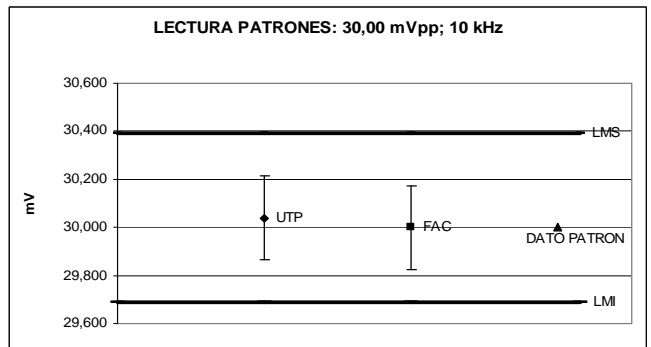 LECTURA PATRONES: 30,00 mVpp; 10 kHz
30,600
30,400
LMS
30,200
mV
UTP
30,000
FAC
DATO PATRON
29,800
LMI
29,600